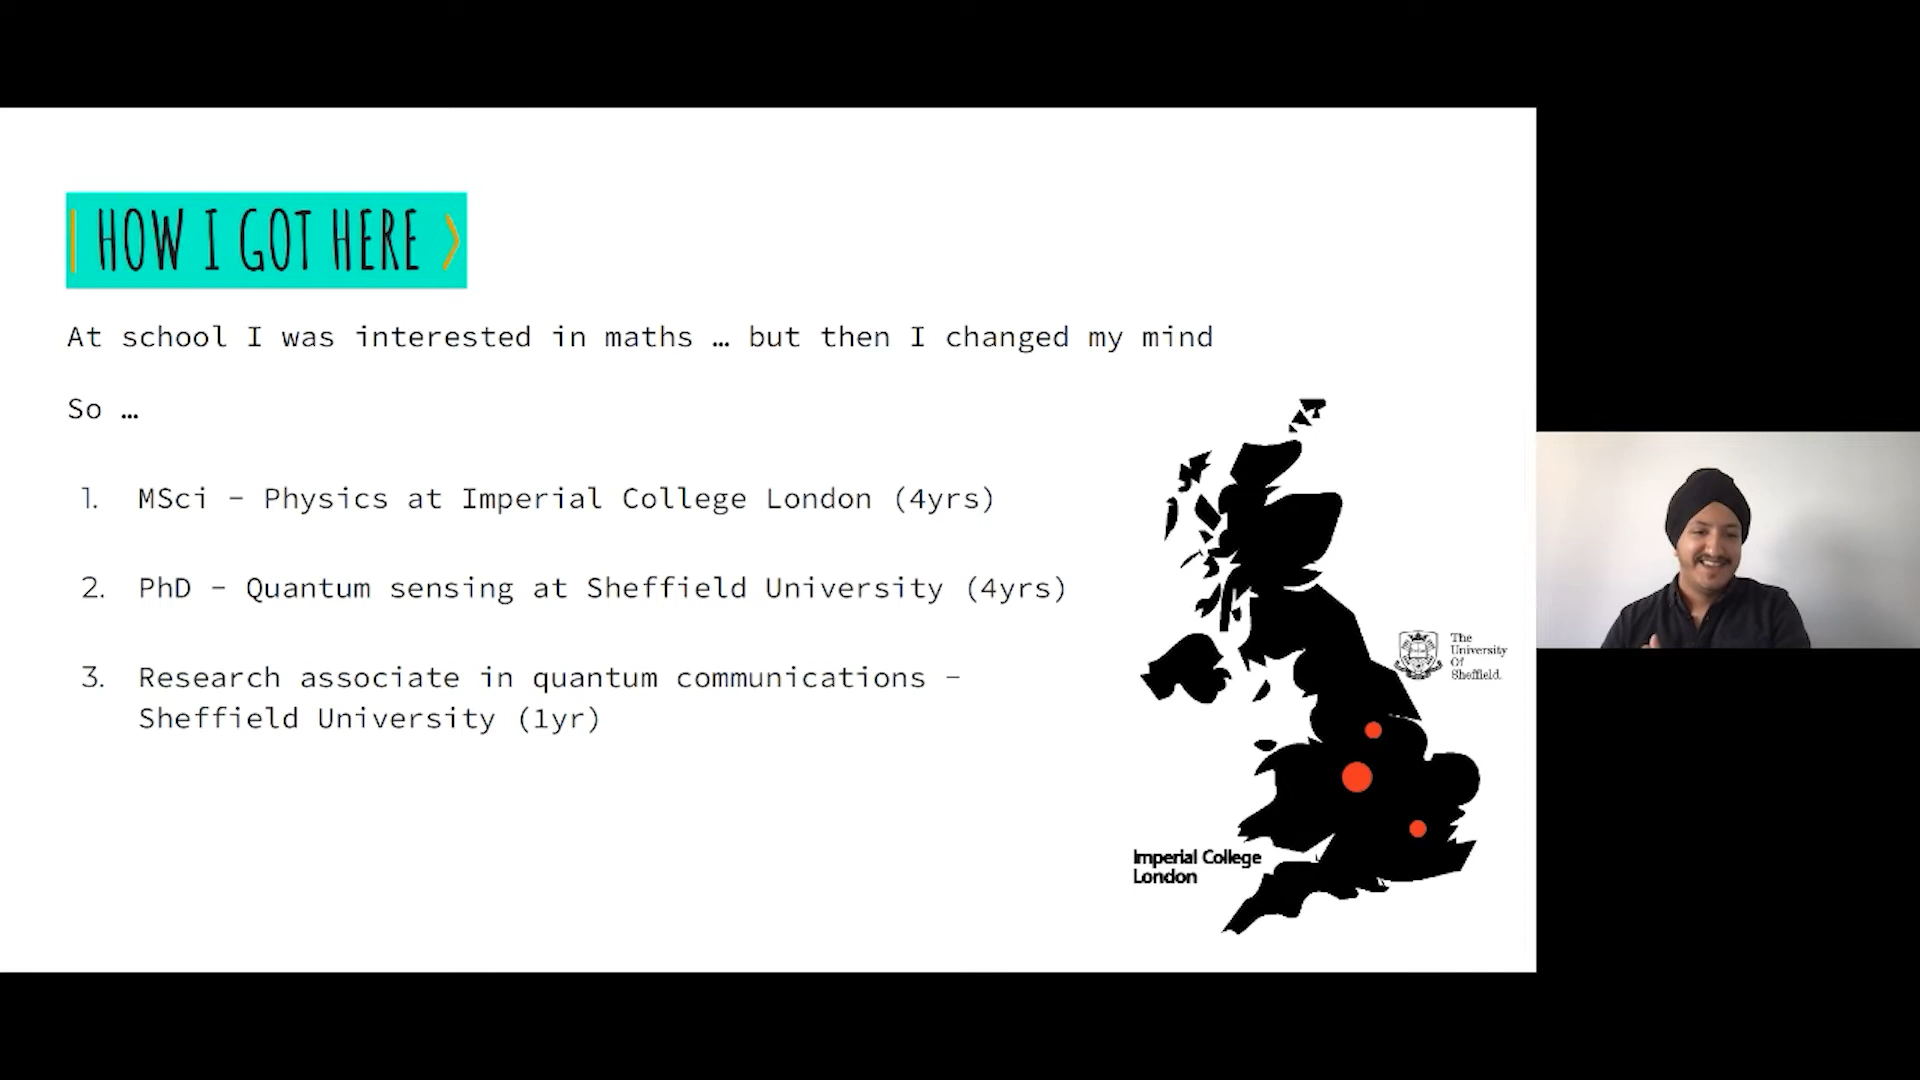 | HOW I GOT HERE >
At school I was interested in maths … but then I changed my mind
So …
1. MSci – Physics at Imperial College London (4yrs)
2. PhD – Quantum sensing at Sheffield University (4yrs)
3. Research associate in quantum communications –
Sheffield University (1yr)
The
University
Of
Sheffield.
Imperial College
London